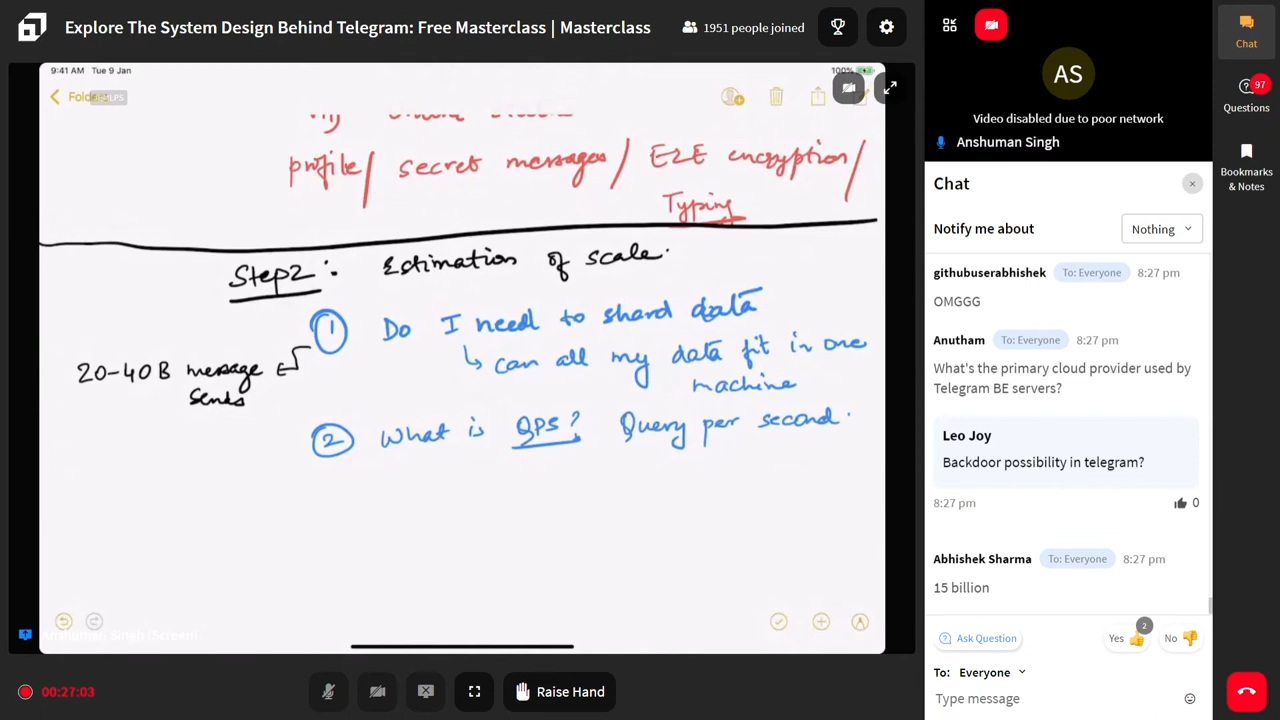 Explore The System Design Behind Telegram: Free Masterclass | Masterclass
1951 people joined
9:41 AM Tue 9 Jan
100%
profile / secret messages / E2E encryption /
Typing
Step2 : Estimation of scale.
① Do I need to shard data
↳ can all my data fit in one
machine
20-40B message
sends
② What is QPS? Query per second.
Anshuman Singh (Screen)
00:27:03
Raise Hand
AS
Video disabled due to poor network
Anshuman Singh
Chat
Notify me about
Nothing
githubuserabhishek
To: Everyone
8:27 pm
OMGGG
Anutham
To: Everyone
8:27 pm
What's the primary cloud provider used by
Telegram BE servers?
Leo Joy
Backdoor possibility in telegram?
8:27 pm
0
Abhishek Sharma
To: Everyone
8:27 pm
15 billion
Ask Question
Yes
2
No
To: Everyone
Type message
Chat
97
Questions
Bookmarks
& Notes